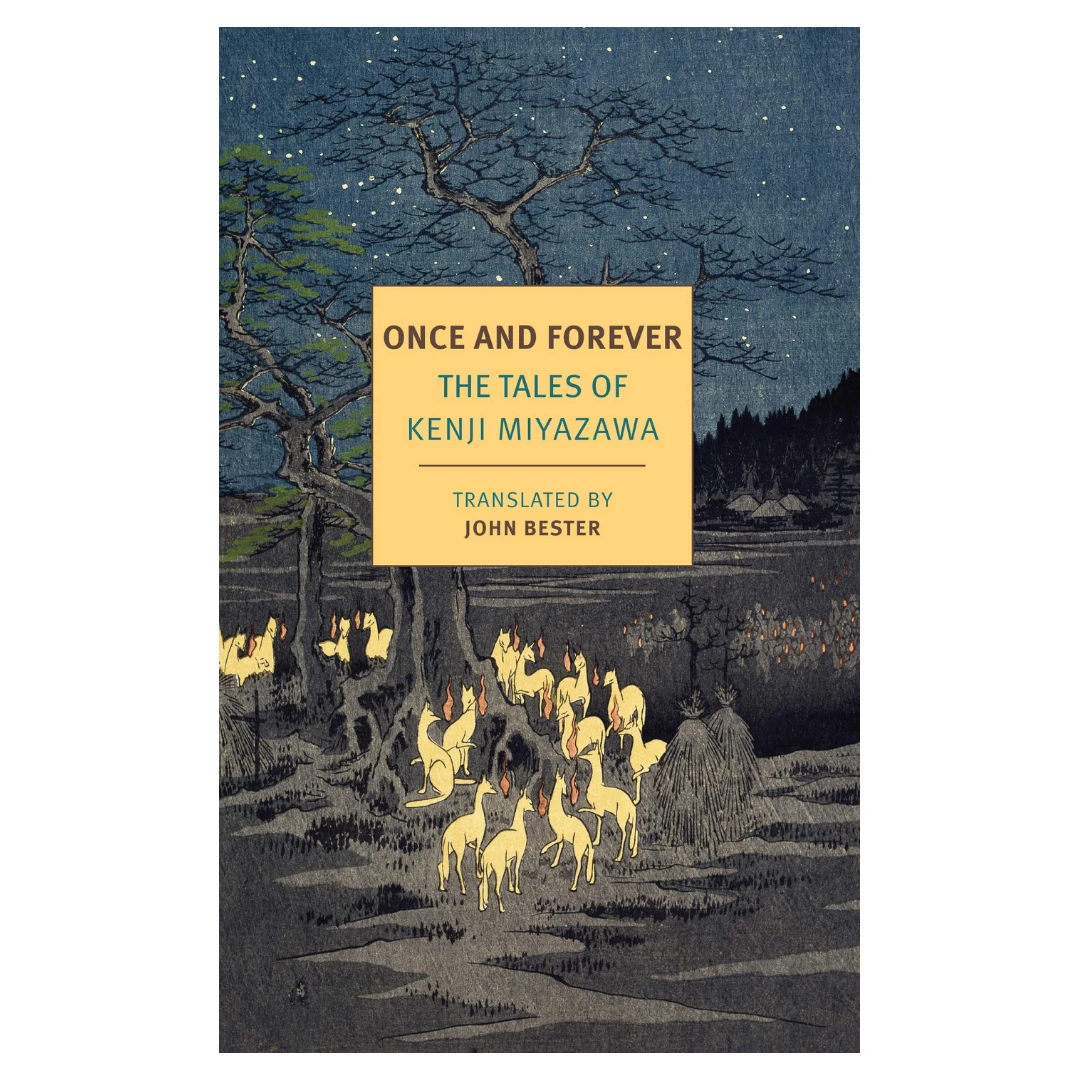 ONCE AND FOREVER
THE TALES OF
KENJI MIYAZAWA
TRANSLATED BY
JOHN BESTER